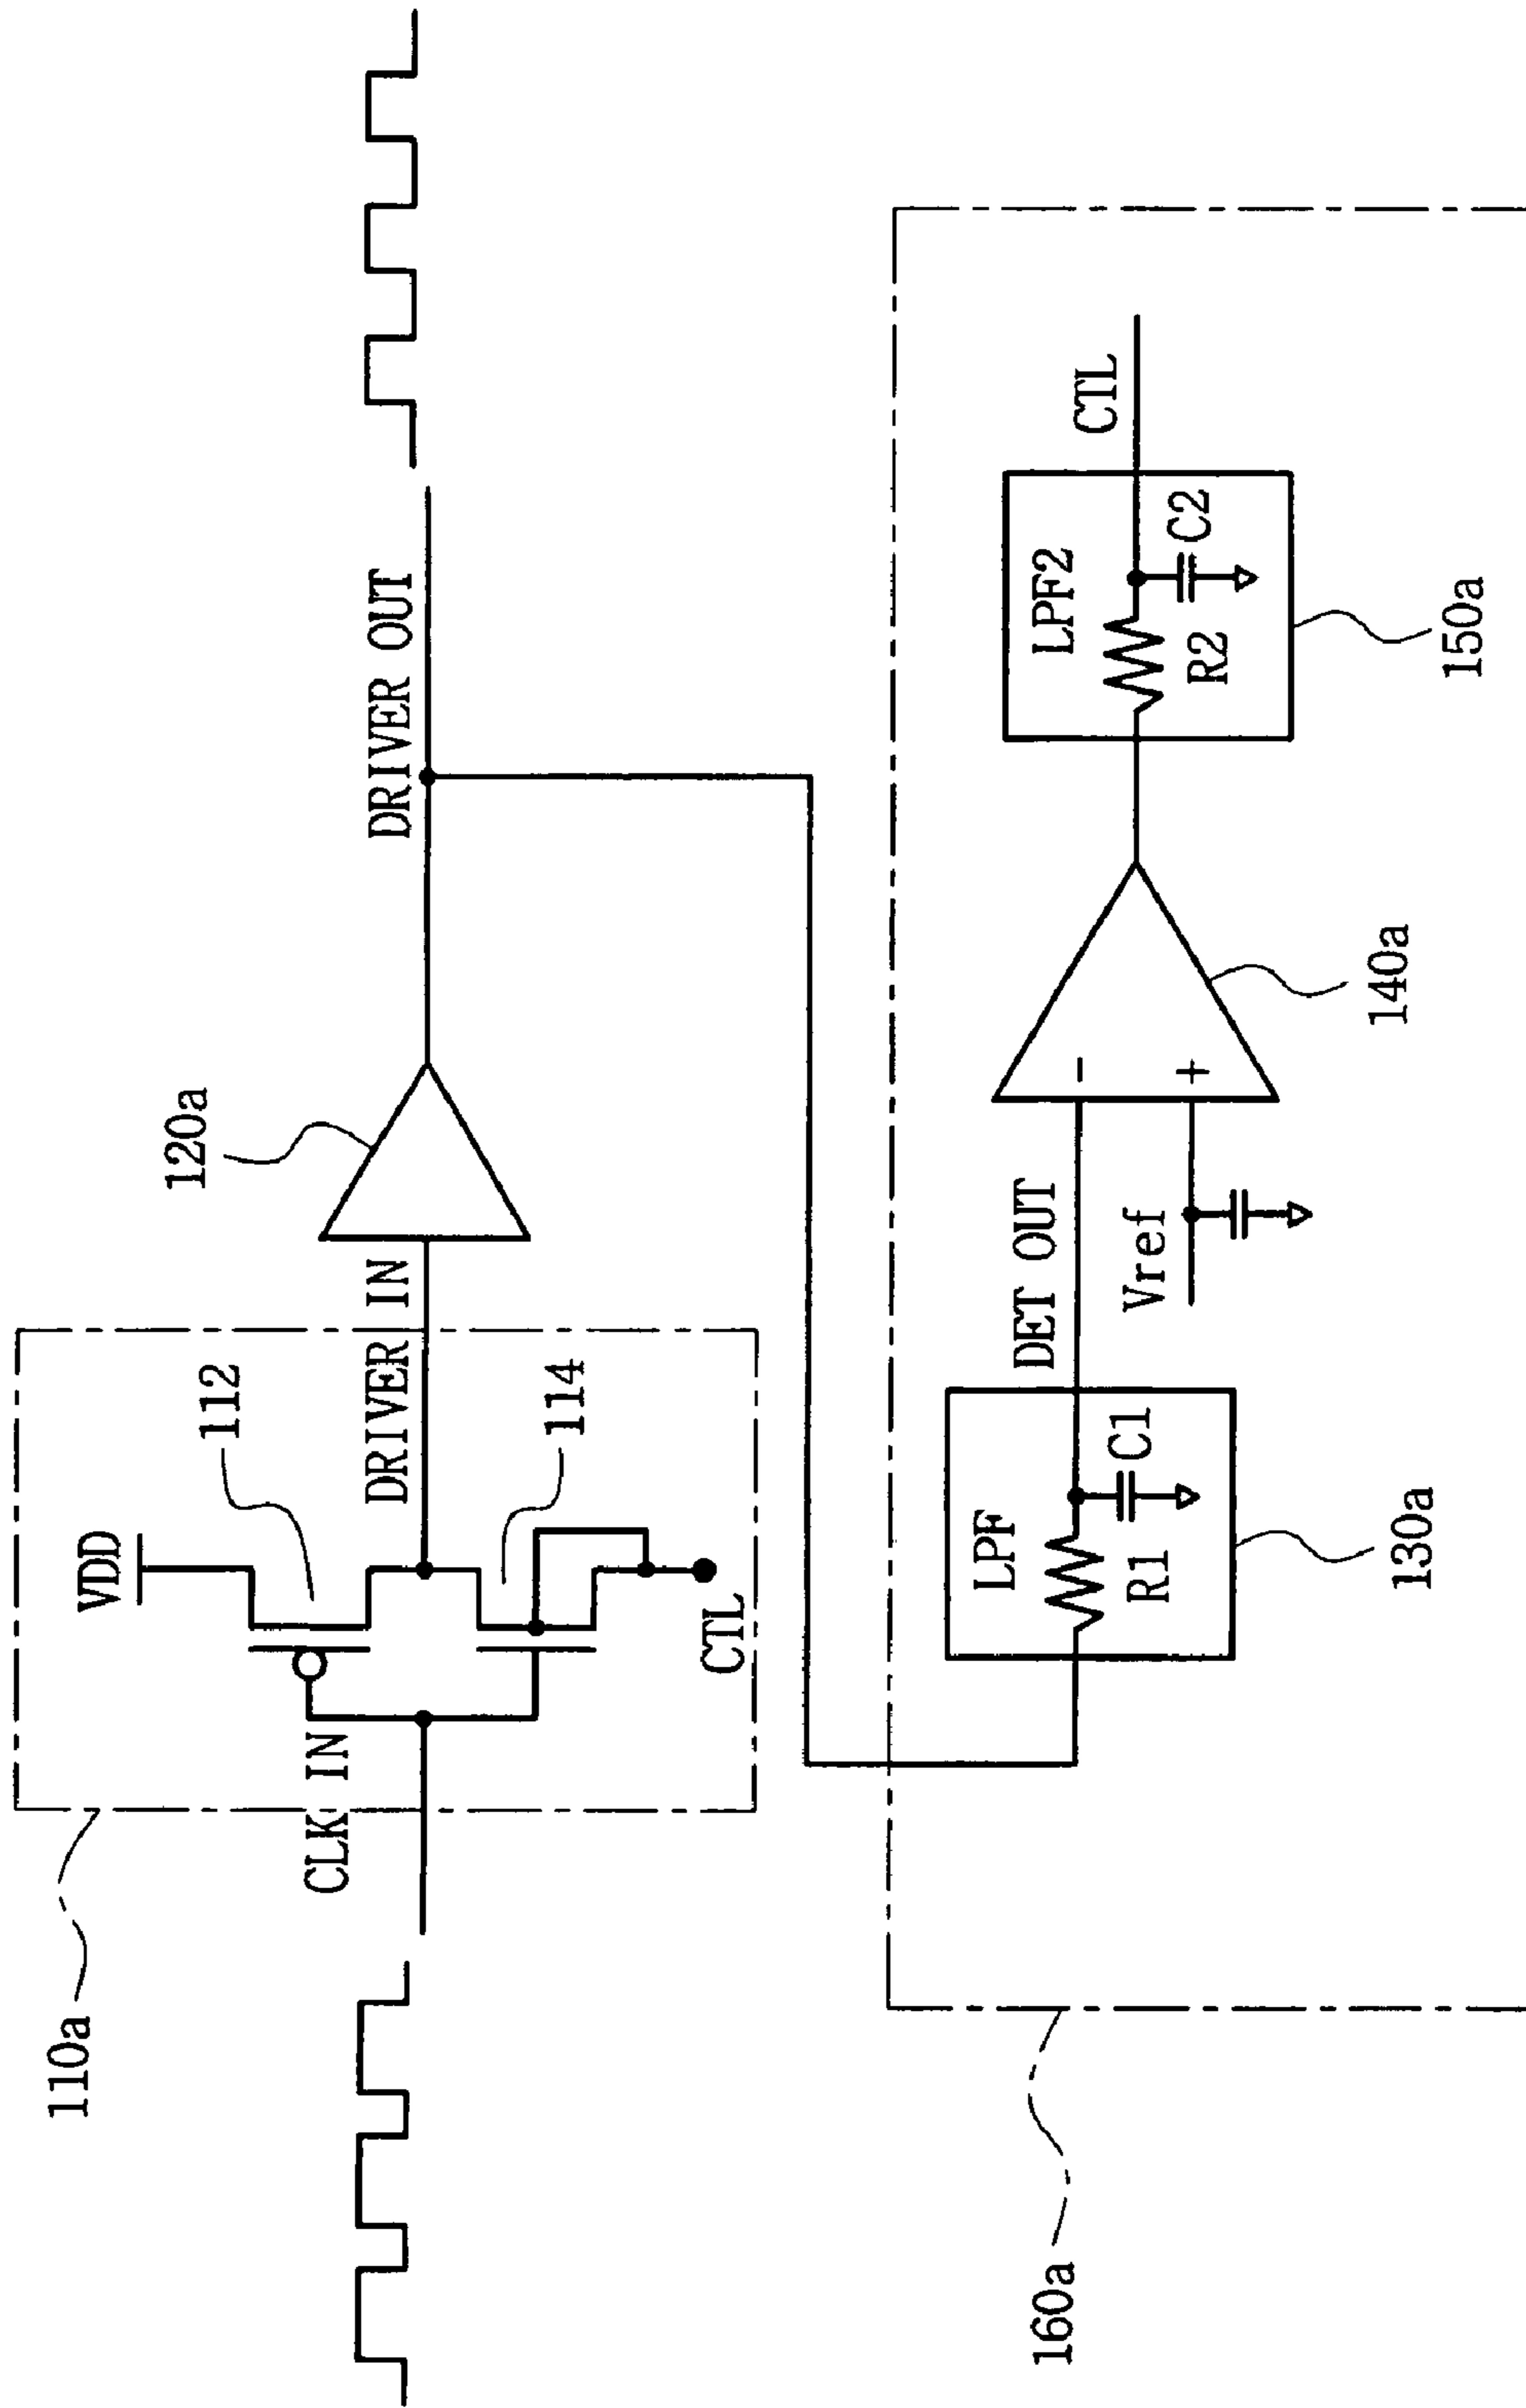 110a
VDD
112
CLK IN
DRIVER IN
114
CTL
120a
DRIVER OUT
160a
LPF
R1
C1
130a
DET OUT
Vref
-
+
140a
LPF2
R2
C2
150a
CTL